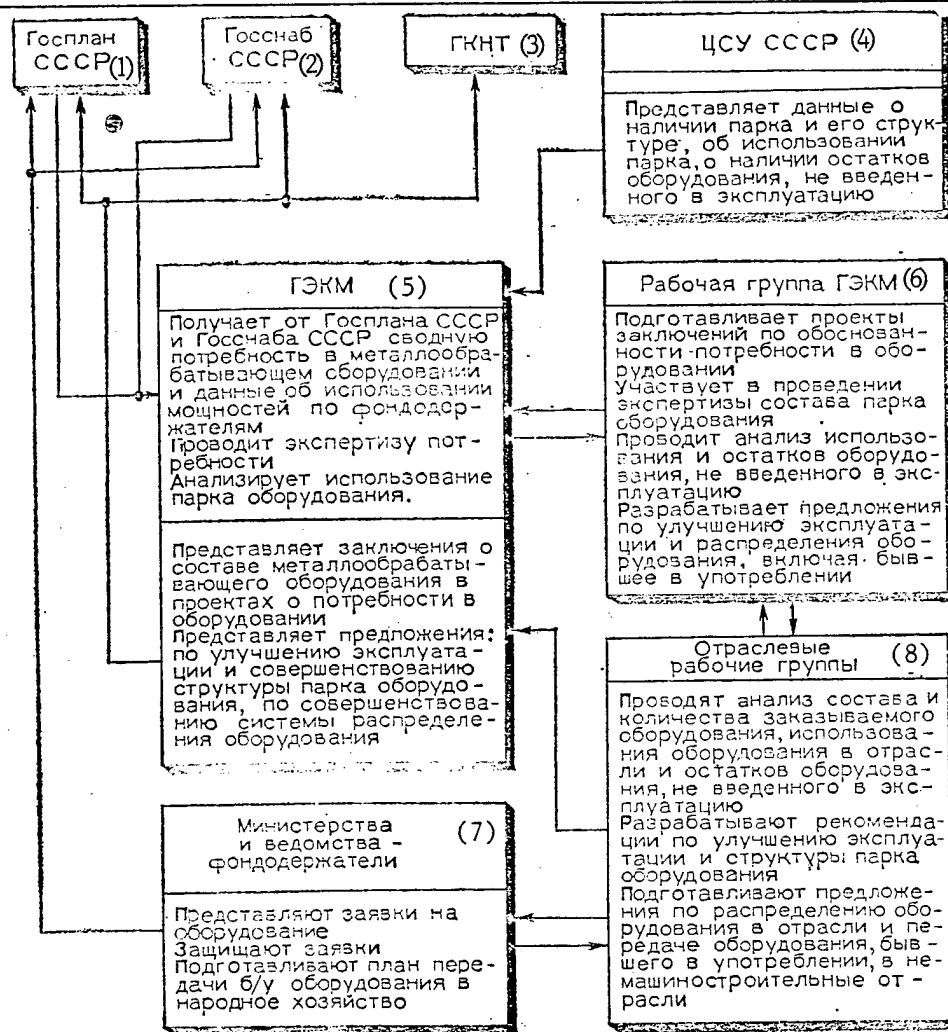 Госплан
СССР(1)
Госснаб
СССР(2)
ГКНТ (3)
ЦСУ СССР (4)
Представляет данные о
наличии парка и его струк-
туре, об использовании
парка, о наличии остатков
оборудования, не введен-
ного в эксплуатацию
ГЭКМ (5)
Получает от Госплана СССР
и Госснаба СССР сводную
потребность в металлообра-
батывающем сборудовании
и данные об использовании
мощностей по фондодер-
жателям
Проводит экспертизу пот-
ребности
Анализирует использование
парка оборудования.
Представляет заключения о
составе металлообрабаты-
вающего оборудования в
проектах о потребности в
оборудовании
Представляет предложения:
по улучшению эксплуата-
ции и совершенствованию
структуры парка оборудо-
вания, по совершенствова-
нию системы распределе-
ния оборудования
Рабочая группа ГЭКМ (6)
Подготавливает проекты
заключений по обоснован-
ности потребности в обо-
рудовании
Участвует в проведении
экспертизы состава парка
оборудования
Проводит анализ использо-
вания и остатков оборудо-
вания, не введенного в экс-
плуатацию
Разрабатывает предложения
по улучшению эксплуата-
ции и распределения обо-
рудования, включая быв-
шее в употреблении
Министерства
и ведомства -
фондодержатели
(7)
Представляют заявки на
оборудование
Защищают заявки
Подготавливают план пере-
дачи б/у оборудования в
народное хозяйство
Отраслевые
рабочие группы
(8)
Проводят анализ состава и
количества заказываемого
оборудования, использова-
ния оборудования в отрас-
ли и остатков оборудова-
ния, не введенного в экс-
плуатацию
Разрабатывают рекоменда-
ции по улучшению эксплуа-
тации и структуры парка
оборудования
Подготавливают предложе-
ния по распределению обо-
рудования в отрасли и пе-
редаче оборудования, быв-
шего в употреблении, в не-
машиностроительные от -
расли